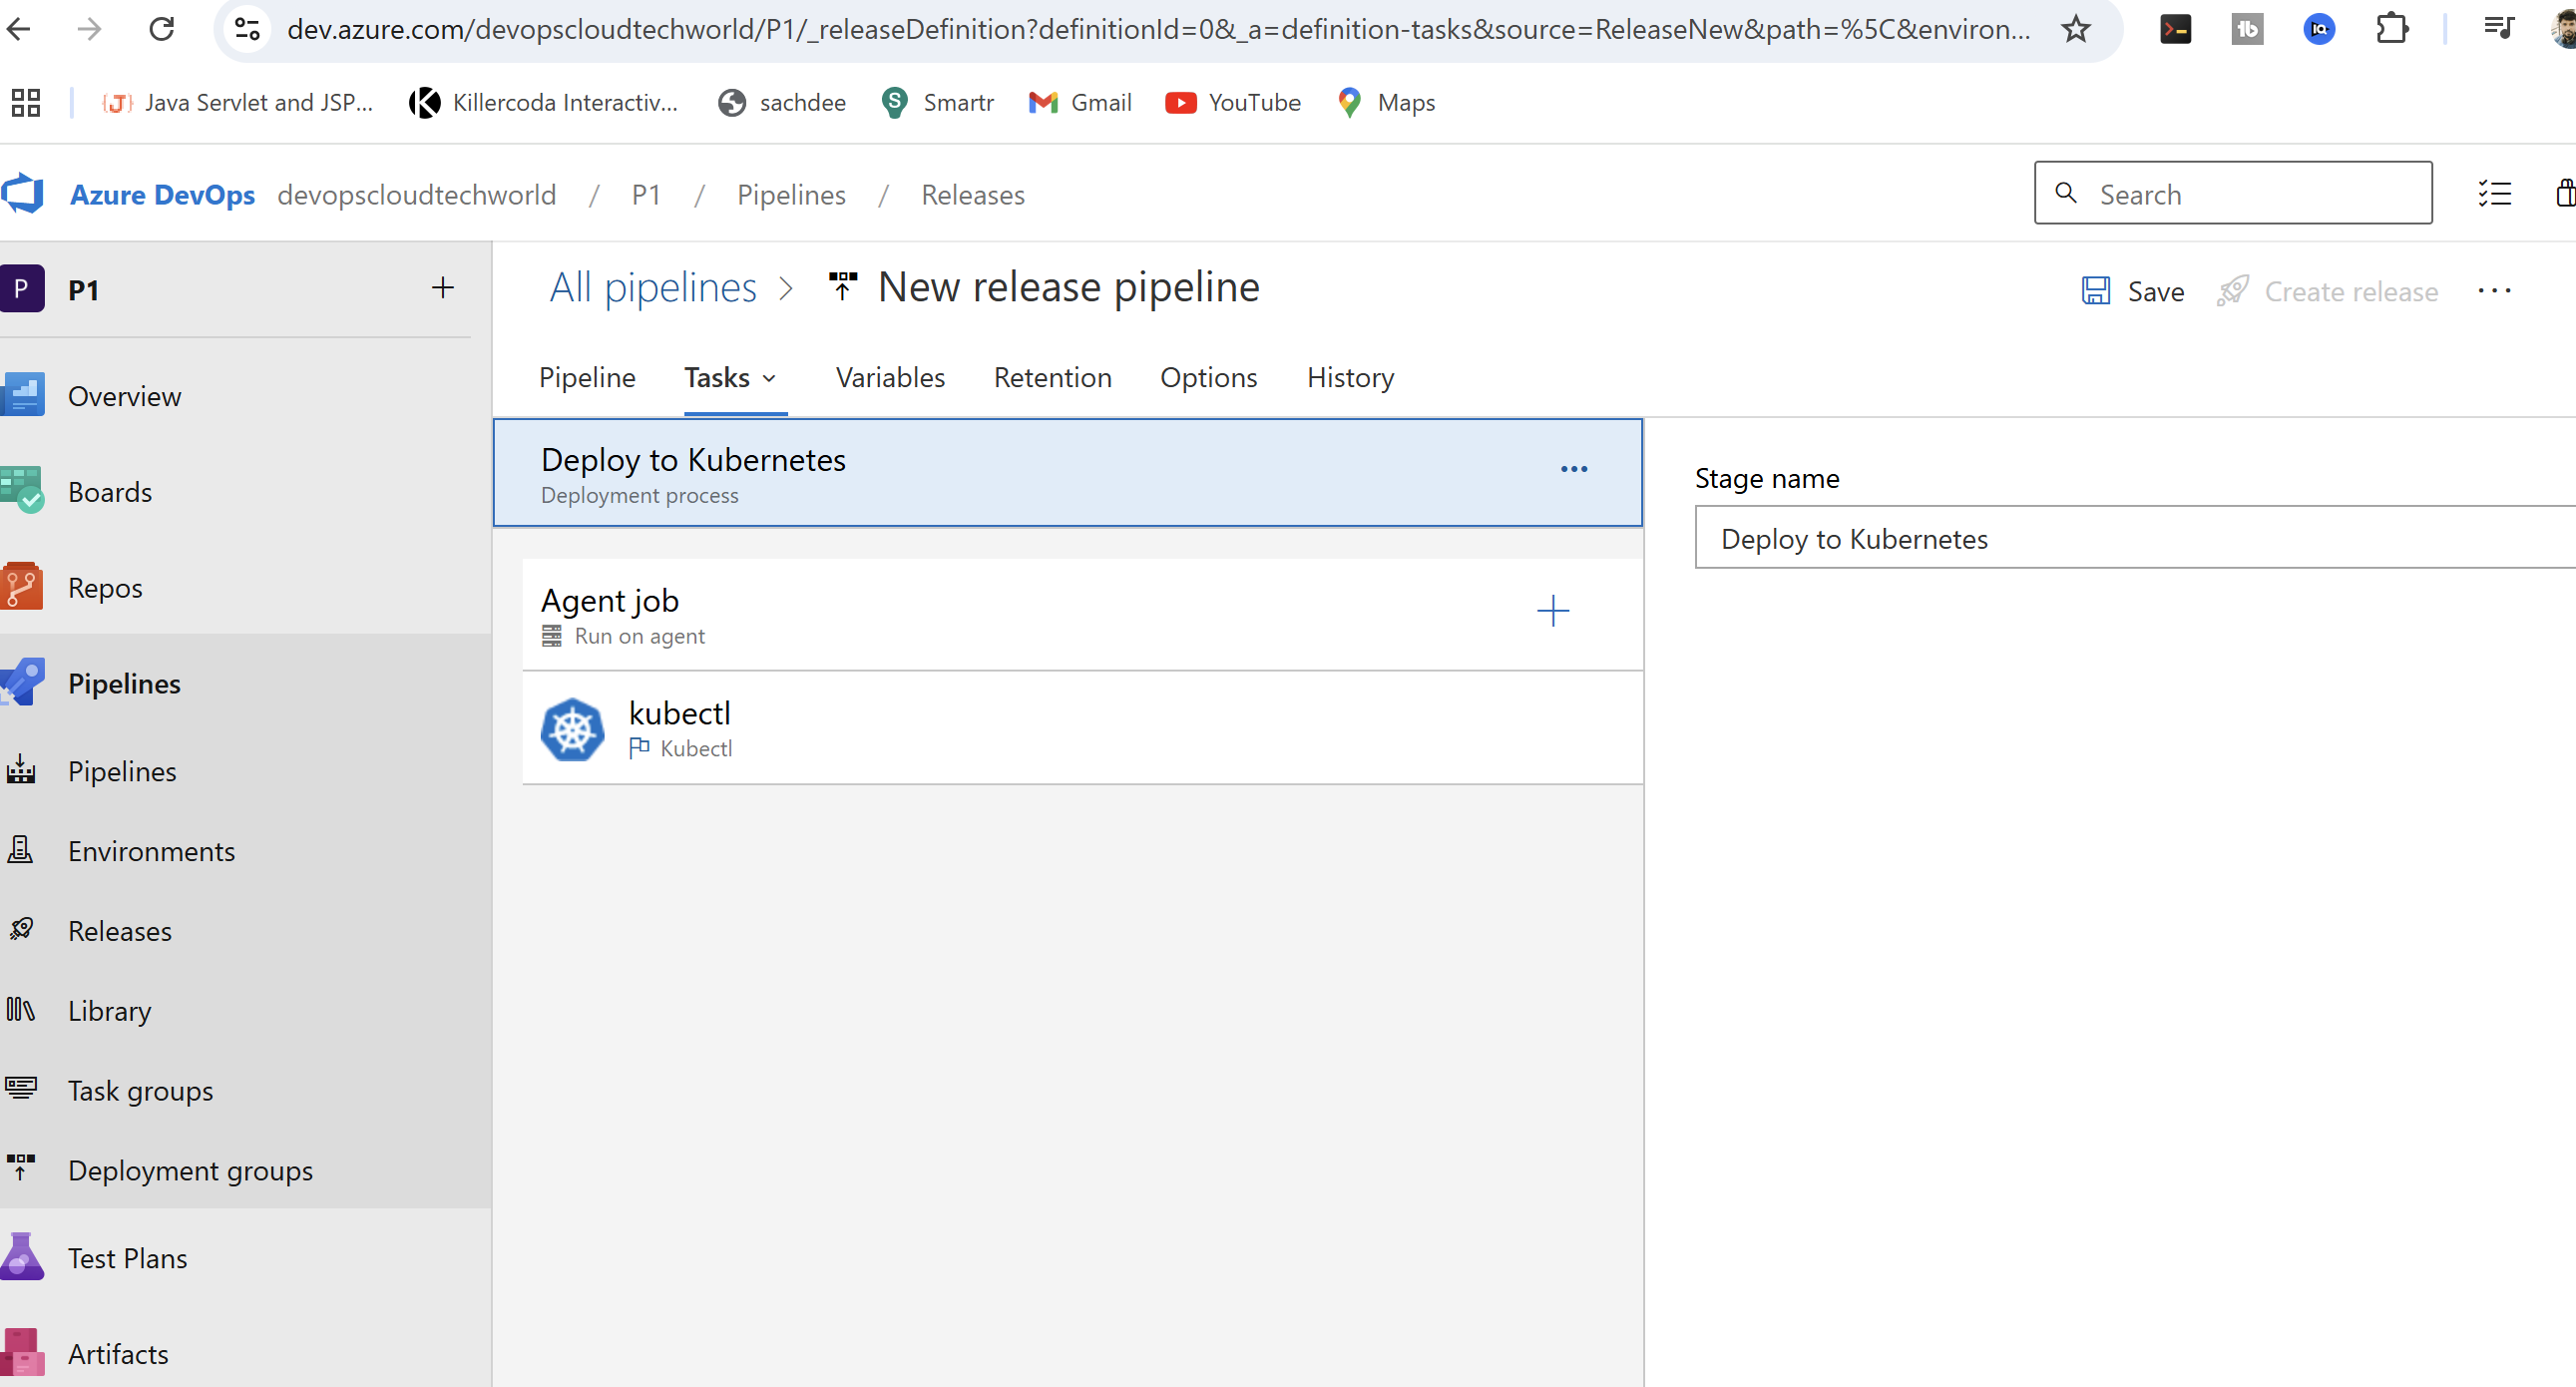 dev.azure.com/devopscloudtechworld/P1/_releaseDefinition?definitionId=0&_a=definition-tasks&source=ReleaseNew&path=%5C&environ...
Java Servlet and JSP...
Killercoda Interactiv...
sachdee
Smartr
Gmail
YouTube
Maps
Azure DevOps devopscloudtechworld / P1 / Pipelines / Releases
Search
P P1
Overview
Boards
Repos
Pipelines
Pipelines
Environments
Releases
Library
Task groups
Deployment groups
Test Plans
Artifacts
All pipelines > New release pipeline
Save
Create release
Pipeline Tasks Variables Retention Options History
Deploy to Kubernetes
Deployment process
Agent job
Run on agent
kubectl
Kubectl
Stage name
Deploy to Kubernetes